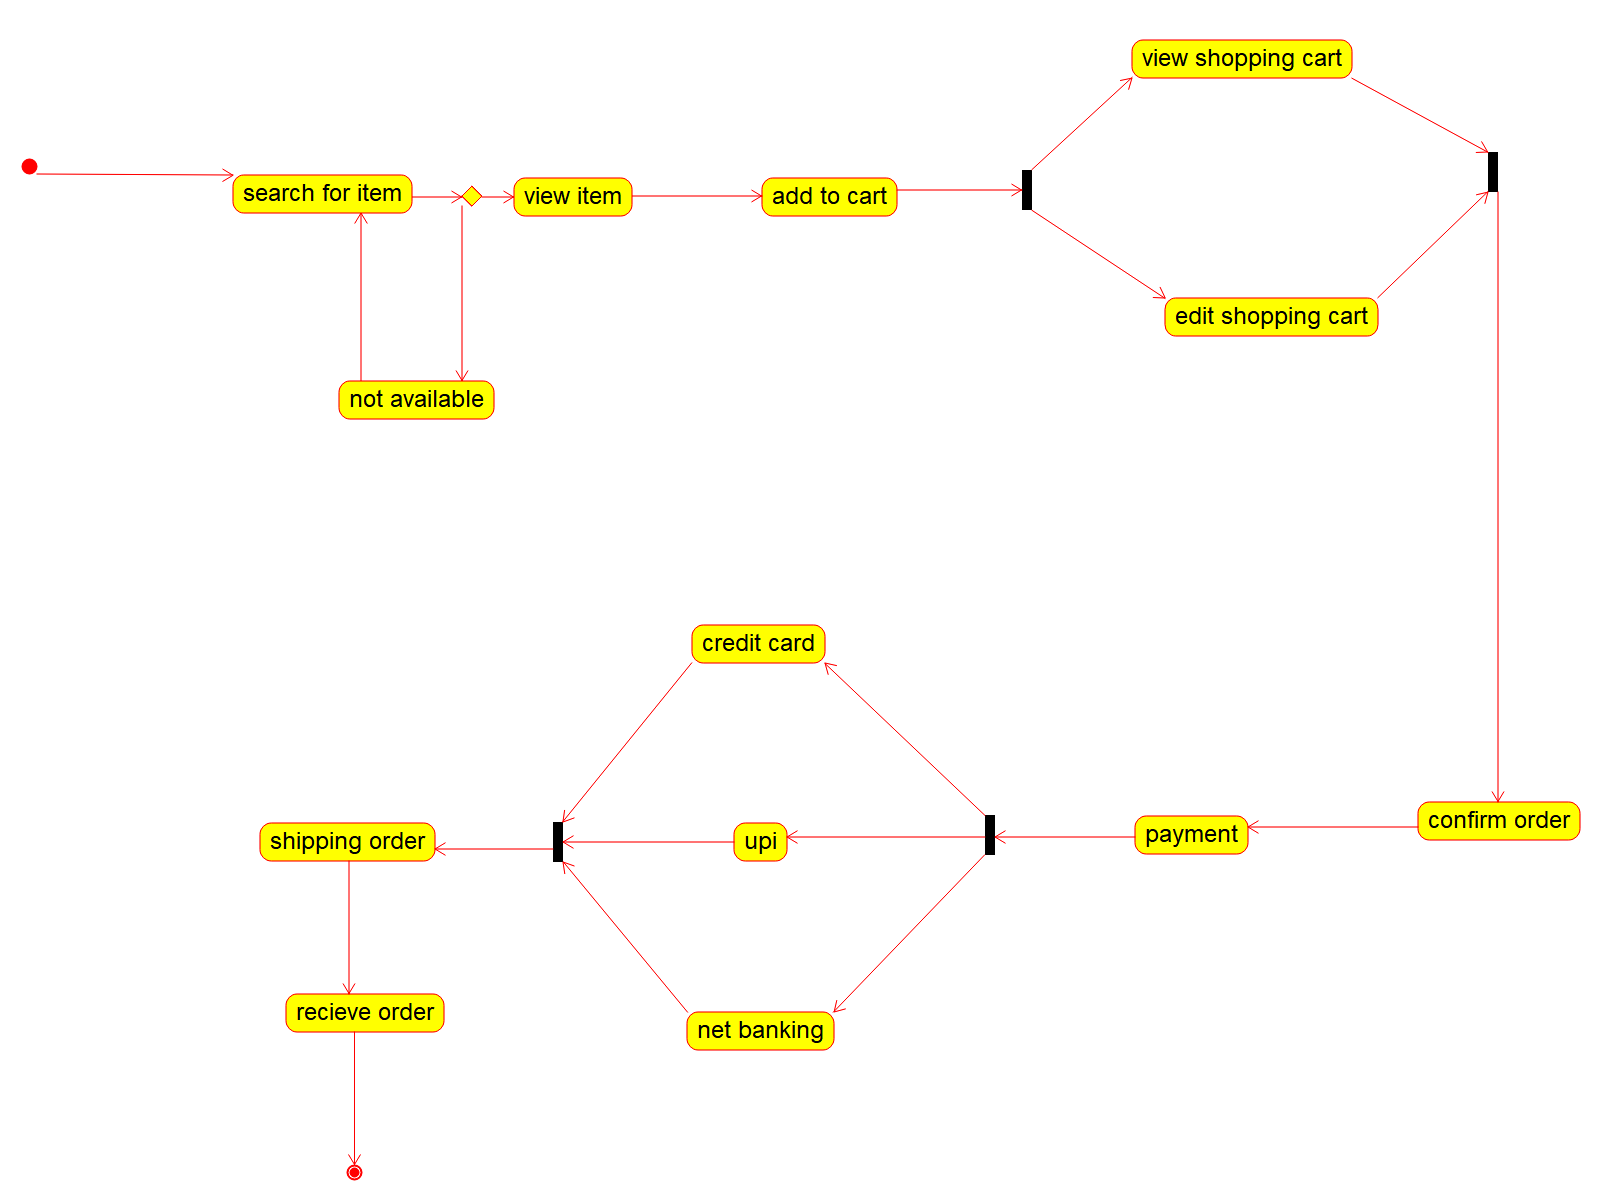 view shopping cart
search for item
view item
add to cart
edit shopping cart
not available
credit card
confirm order
payment
upi
shipping order
recieve order
net banking